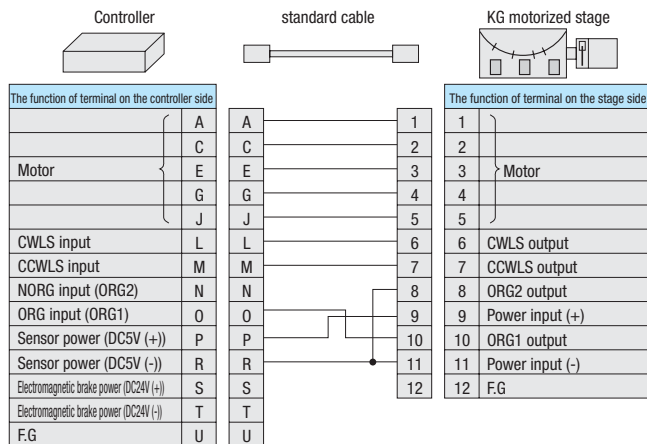 Controller standard cable KG motorized stage
The function of terminal on the controller side The function of terminal on the stage side
A A 1 1
C C 2 2
Motor E E 3 3 Motor
G G 4 4
J J 5 5
CWLS input L L 6 6 CWLS output
CCWLS input M M 7 7 CCWLS output
NORG input (ORG2) N N 8 8 ORG2 output
ORG input (ORG1) O O 9 9 Power input (+)
Sensor power (DC5V (+)) P P 10 10 ORG1 output
Sensor power (DC5V (-)) R R 11 11 Power input (-)
Electromagnetic brake power (DC24V (+)) S S 12 12 F.G
Electromagnetic brake power (DC24V (-)) T T
F.G U U